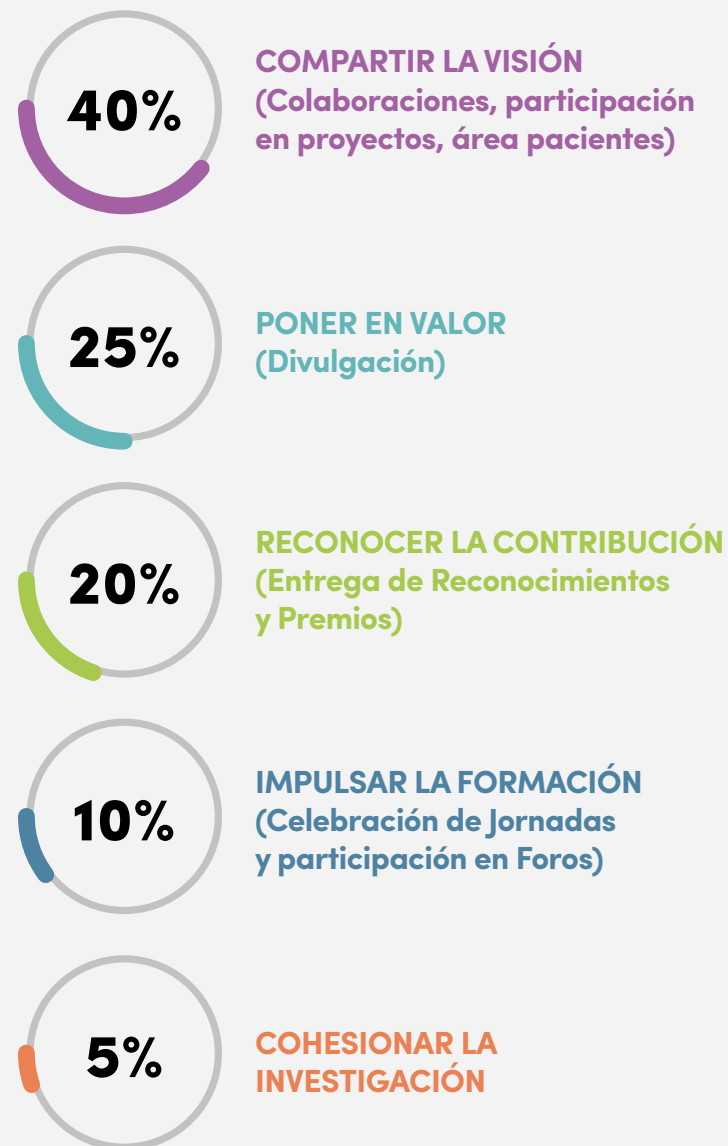 40%
COMPARTIR LA VISIÓN
(Colaboraciones, participación
en proyectos, área pacientes)
25%
PONER EN VALOR
(Divulgación)
20%
RECONOCER LA CONTRIBUCIÓN
(Entrega de Reconocimientos
y Premios)
10%
IMPULSAR LA FORMACIÓN
(Celebración de Jornadas
y participación en Foros)
5%
COHESIONAR LA
INVESTIGACIÓN